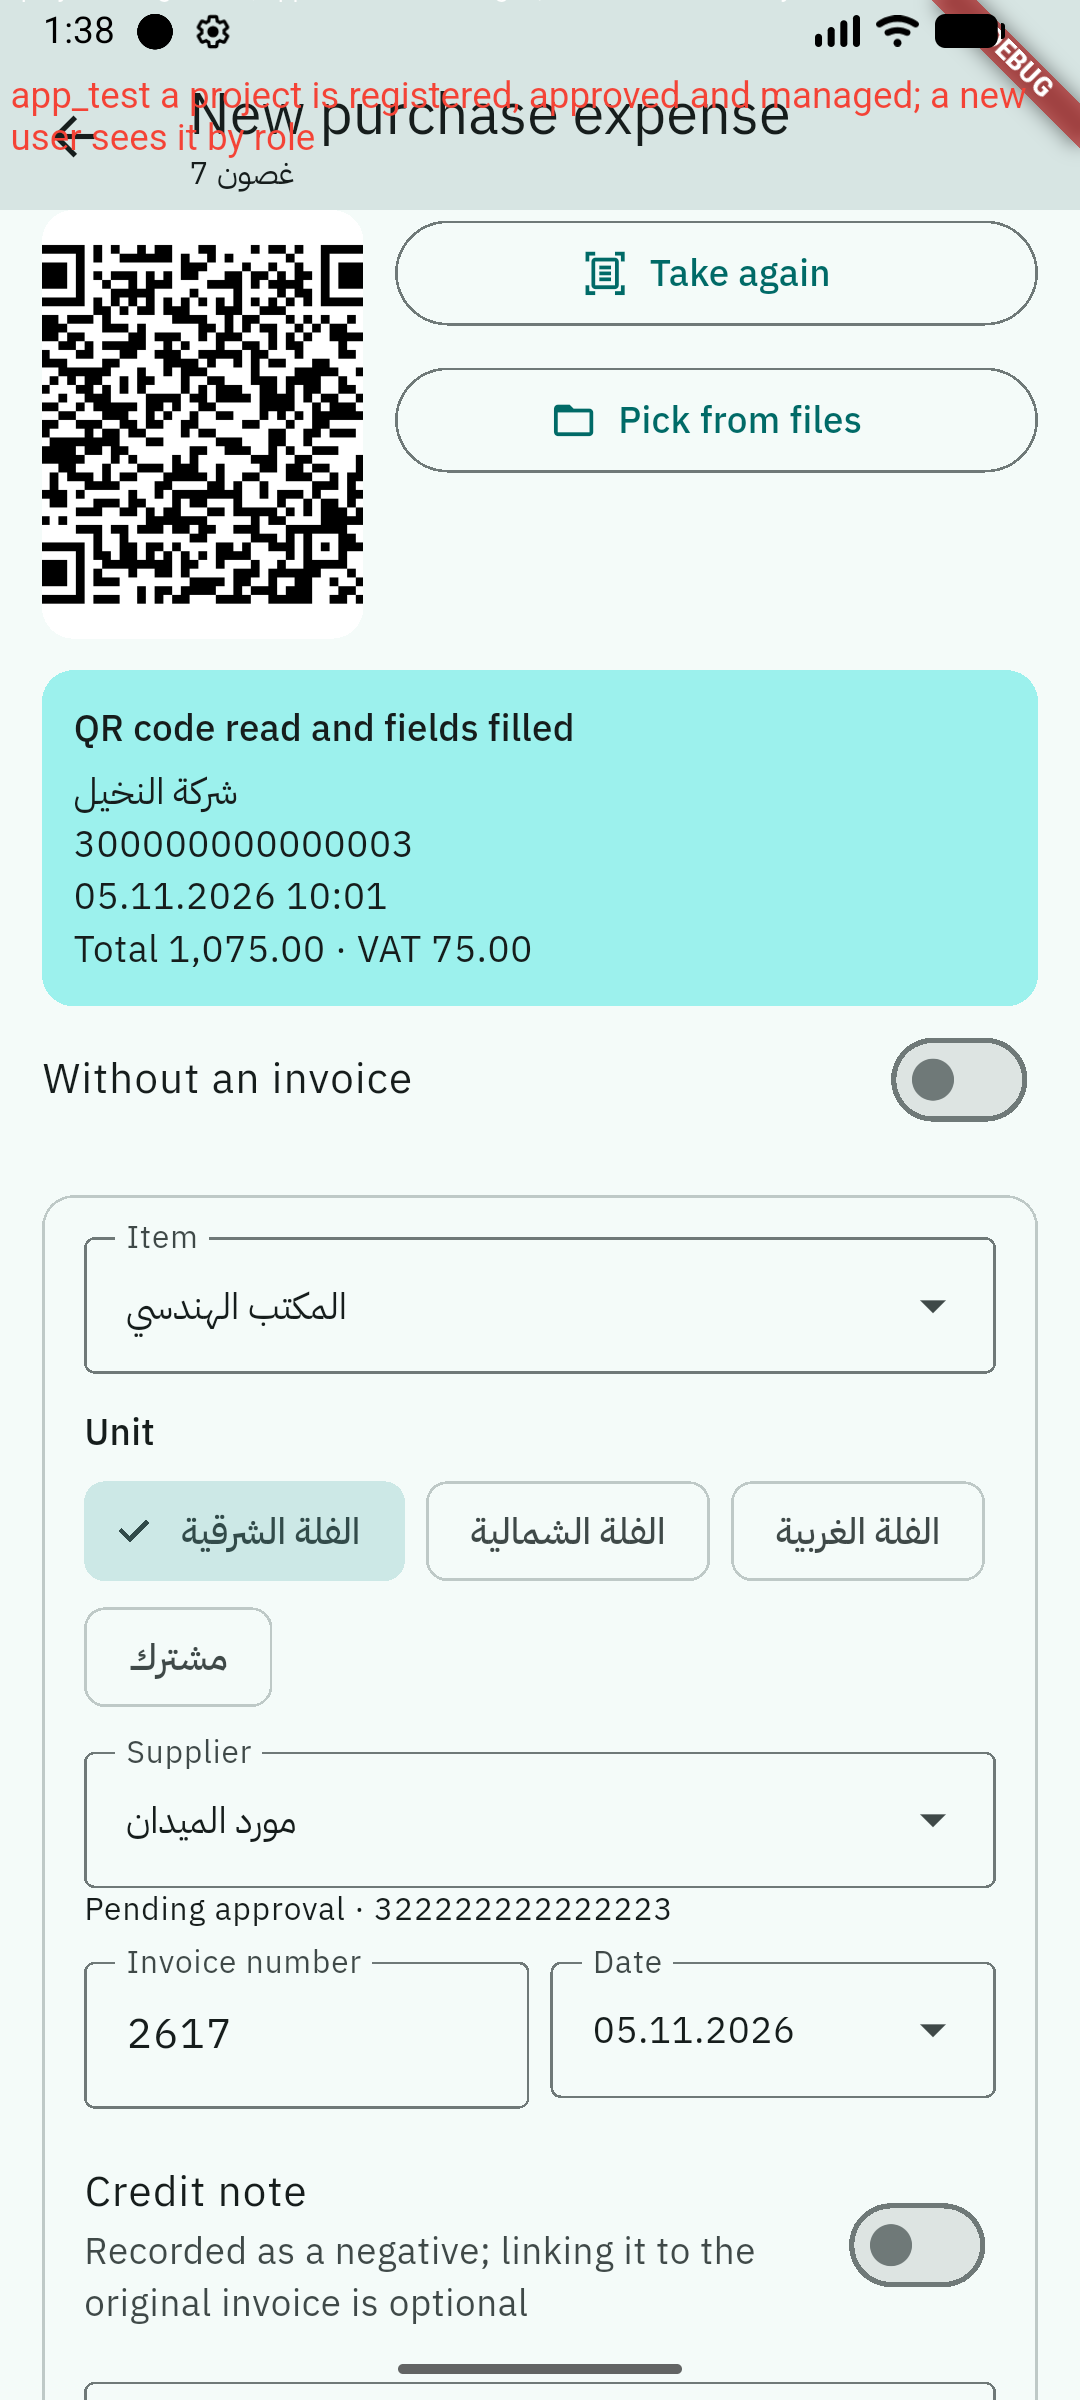 1:38
DEBUG
app_test a project is registered, approved and managed; a new
user sees it by role
New purchase expense
غصون 7
Take again
Pick from files
QR code read and fields filled
شركة النخيل
300000000000003
05.11.2026 10:01
Total 1,075.00 · VAT 75.00
Without an invoice
Item
المكتب الهندسي
Unit
الفلة الشرقية
الفلة الشمالية
الفلة الغربية
مشترك
Supplier
مورد الميدان
Pending approval · 322222222222223
Invoice number
Date
2617
05.11.2026
Credit note
Recorded as a negative; linking it to the
original invoice is optional